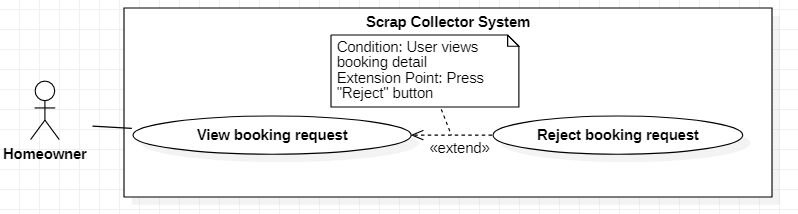 Scrap Collector System
Condition: User views
booking detail
Extension Point: Press
"Reject" button
Homeowner
View booking request
«extend»
Reject booking request